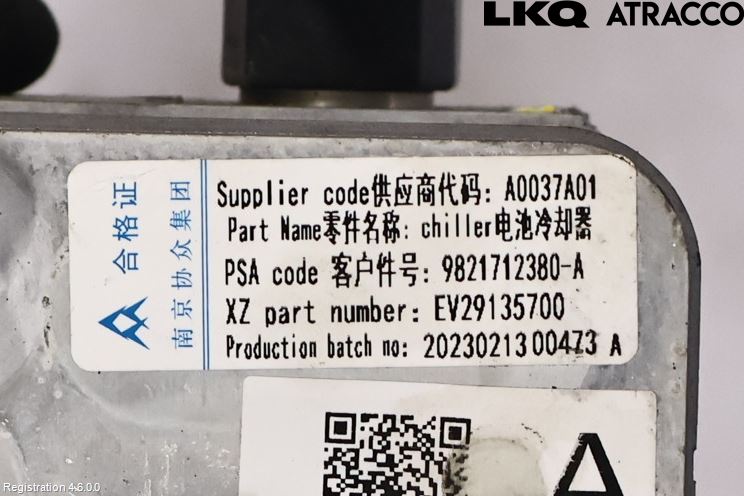 LKQ ATRACCO
合格证
南京协众集团
Supplier code供应商代码: A0037A01
Part Name零件名称: chiller电池冷却器
PSA code 客户件号: 9821712380-A
XZ part number: EV29135700
Production batch no: 20230213 00473 A
A
Registration 4.6.0.0